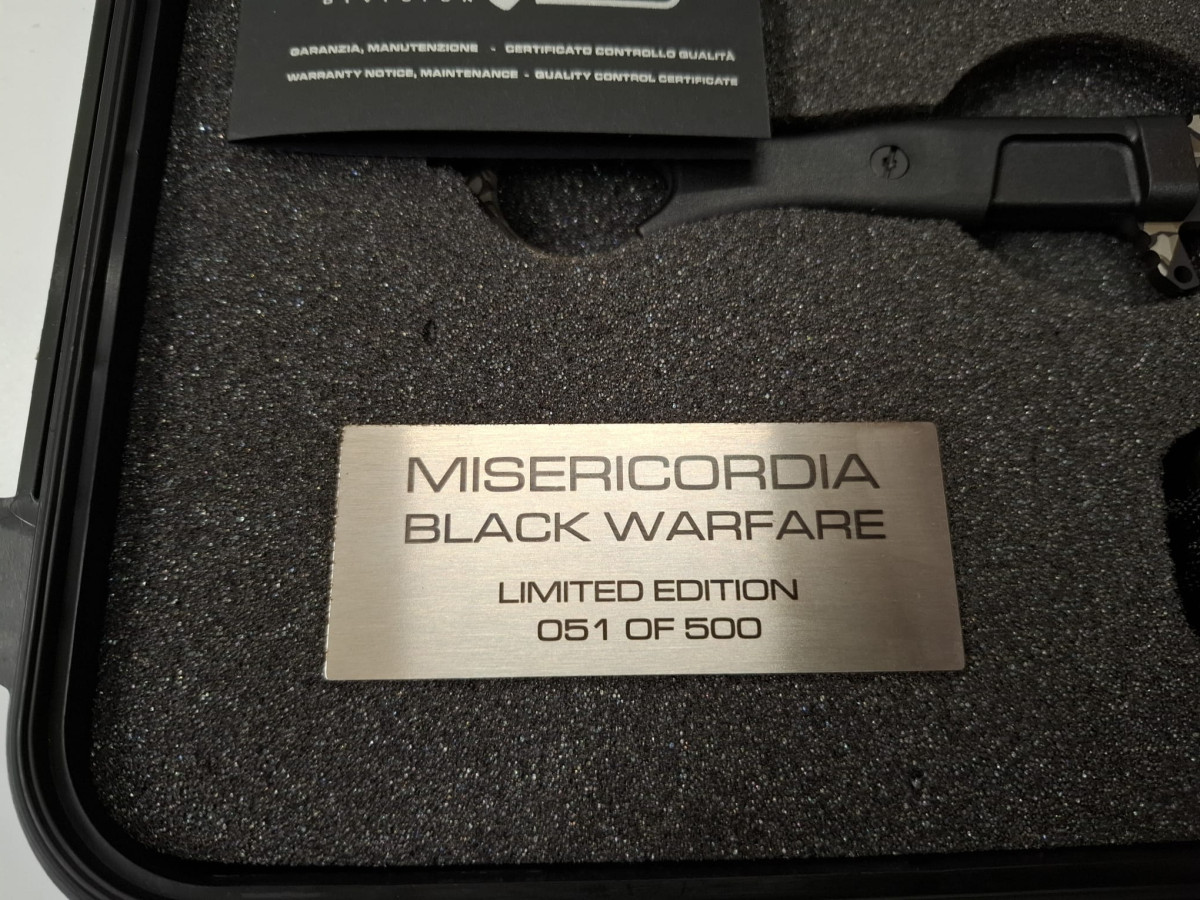 DIVISION
GARANZIA, MANUTENZIONE - CERTIFICATO CONTROLLO QUALITÀ
WARRANTY NOTICE, MAINTENANCE - QUALITY CONTROL CERTIFICATE
MISERICORDIA
BLACK WARFARE
LIMITED EDITION
051 OF 500